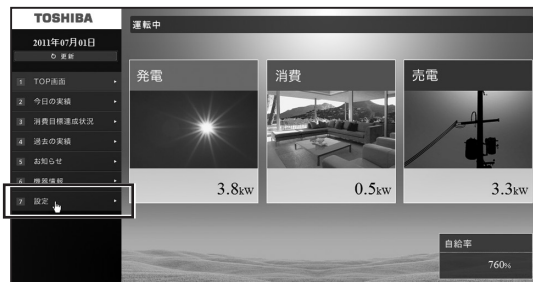 TOSHIBA
2011年07月01日
更新
1 TOP画面
2 今日の実績
3 消費目標達成状況
4 過去の実績
5 お知らせ
6 機器情報
7 設定
運転中
発電
3.8kw
消費
0.5kw
売電
3.3kw
自給率
760%